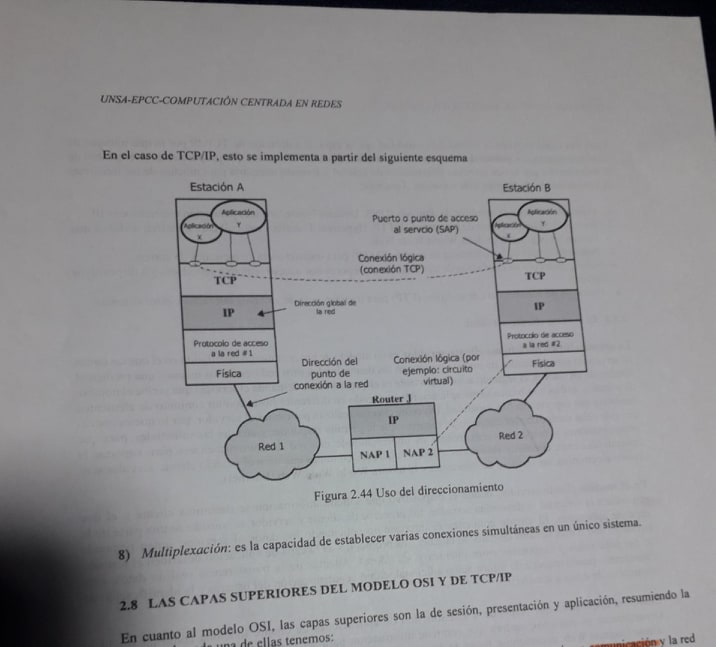 UNSA-EPCC-COMPUTACIÓN CENTRADA EN REDES
En el caso de TCP/IP, esto se implementa a partir del siguiente esquema
Estación A
Estación B
Aplicación
Y
Aplicación
X
Puerto o punto de acceso
al servcio (SAP)
Aplicación
Y
Aplicación
X
Conexión lógica
(conexión TCP)
TCP
TCP
Dirección global de
la red
IP
IP
Protocolo de acceso
a la red #1
Protocolo de acceso
a la red #2
Física
Física
Dirección del
punto de
conexión a la red
Conexión lógica (por
ejemplo: circuito
virtual)
Router J
IP
NAP 1
NAP 2
Red 1
Red 2
Figura 2.44 Uso del direccionamiento
8) Multiplexación: es la capacidad de establecer varias conexiones simultáneas en un único sistema.
2.8 LAS CAPAS SUPERIORES DEL MODELO OSI Y DE TCP/IP
En cuanto al modelo OSI, las capas superiores son la de sesión, presentación y aplicación, resumiendo la
de ellas tenemos:
y la red